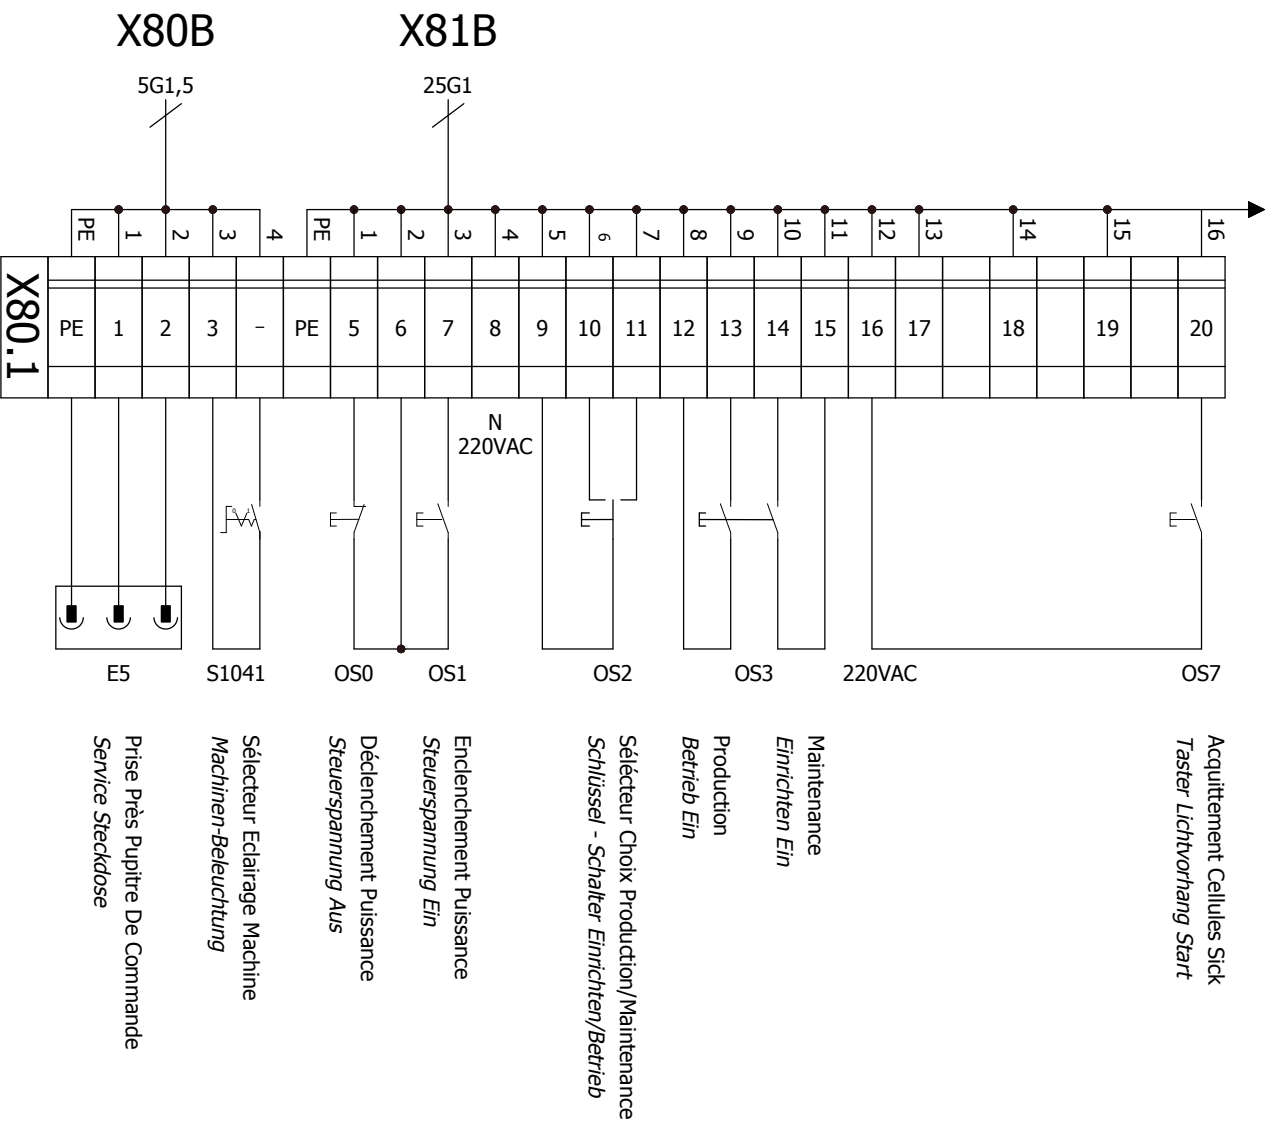 X80B
X81B
5G1,5
25G1
PE 1 2 3 4 PE 1 2 3 4 5 6 7 8 9 10 11 12 13 14 15 16
X80.1
PE 1 2 3 - PE 5 6 7 8 9 10 11 12 13 14 15 16 17 18 19 20
N
220VAC
0 1
E5 S1041 OS0 OS1 OS2 OS3 220VAC OS7
Prise Près Pupitre De Commande
Service Steckdose
Sélecteur Eclairage Machine
Machinen-Beleuchtung
Déclenchement Puissance
Steuerspannung Aus
Enclenchement Puissance
Steuerspannung Ein
Sélécteur Choix Production/Maintenance
Schlüssel - Schalter Einrichten/Betrieb
Production
Betrieb Ein
Maintenance
Einrichten Ein
Acquittement Cellules Sick
Taster Lichtvorhang Start